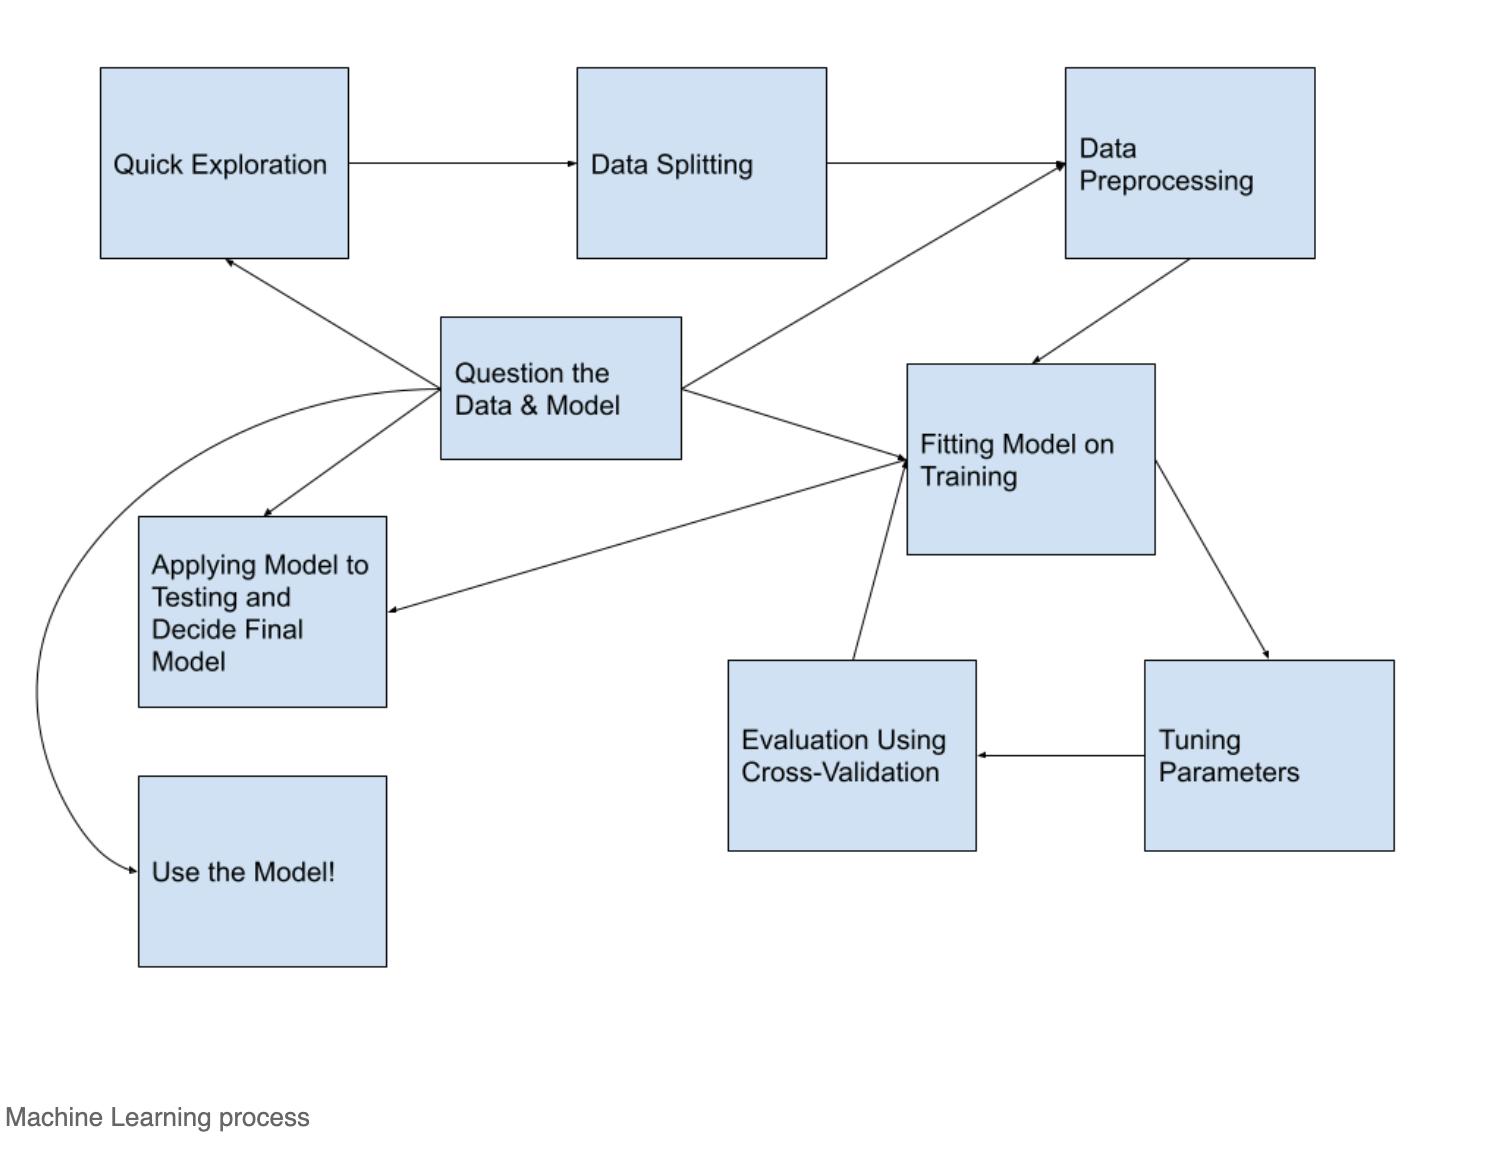 Quick Exploration
Data Splitting
Data
Preprocessing
Question the
Data & Model
Fitting Model on
Training
Applying Model to
Testing and
Decide Final
Model
Evaluation Using
Cross-Validation
Tuning
Parameters
Use the Model!
Machine Learning process